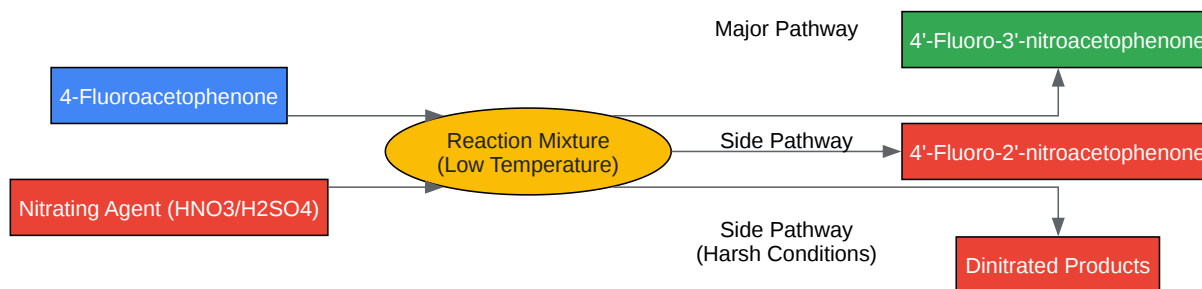 Major Pathway
4'-Fluoro-3'-nitroacetophenone
4-Fluoroacetophenone
Reaction Mixture
(Low Temperature)
Side Pathway
4'-Fluoro-2'-nitroacetophenone
Nitrating Agent (HNO3/H2SO4)
Side Pathway
(Harsh Conditions)
Dinitrated Products